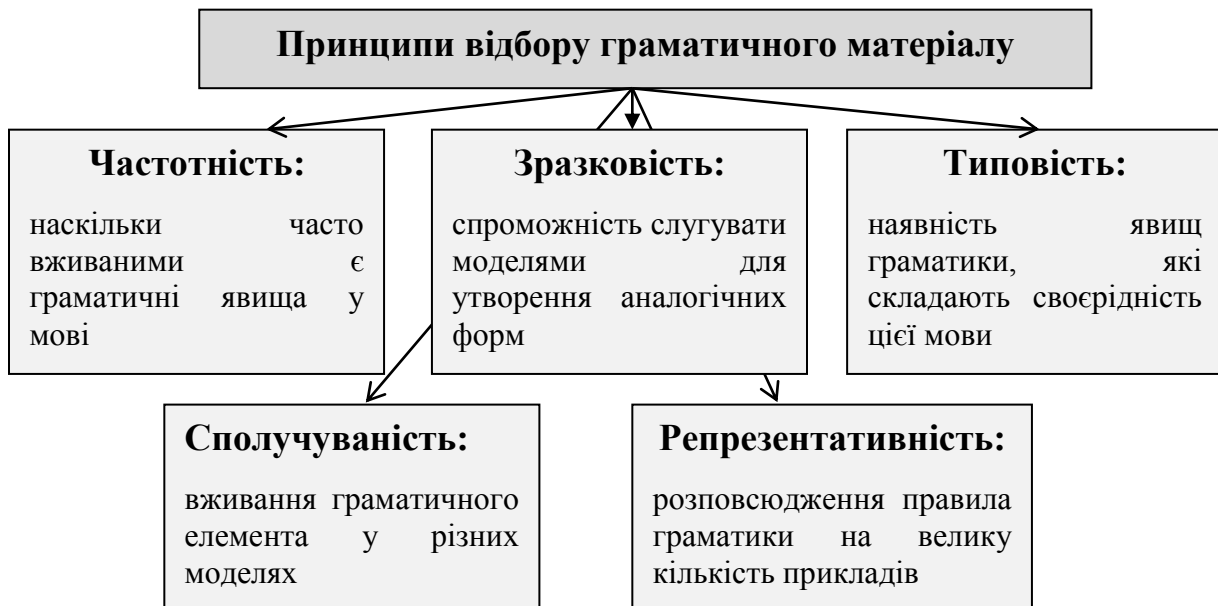 Принципи відбору граматичного матеріалу
Частотність:
наскільки часто
вживаними є
граматичні явища у
мові
Зразковість:
спроможність слугувати
моделями для
утворення аналогічних
форм
Типовість:
наявність явищ
граматики, які
складають своєрідність
цієї мови
Сполучуваність:
вживання граматичного
елемента у різних
моделях
Репрезентативність:
розповсюдження правила
граматики на велику
кількість прикладів